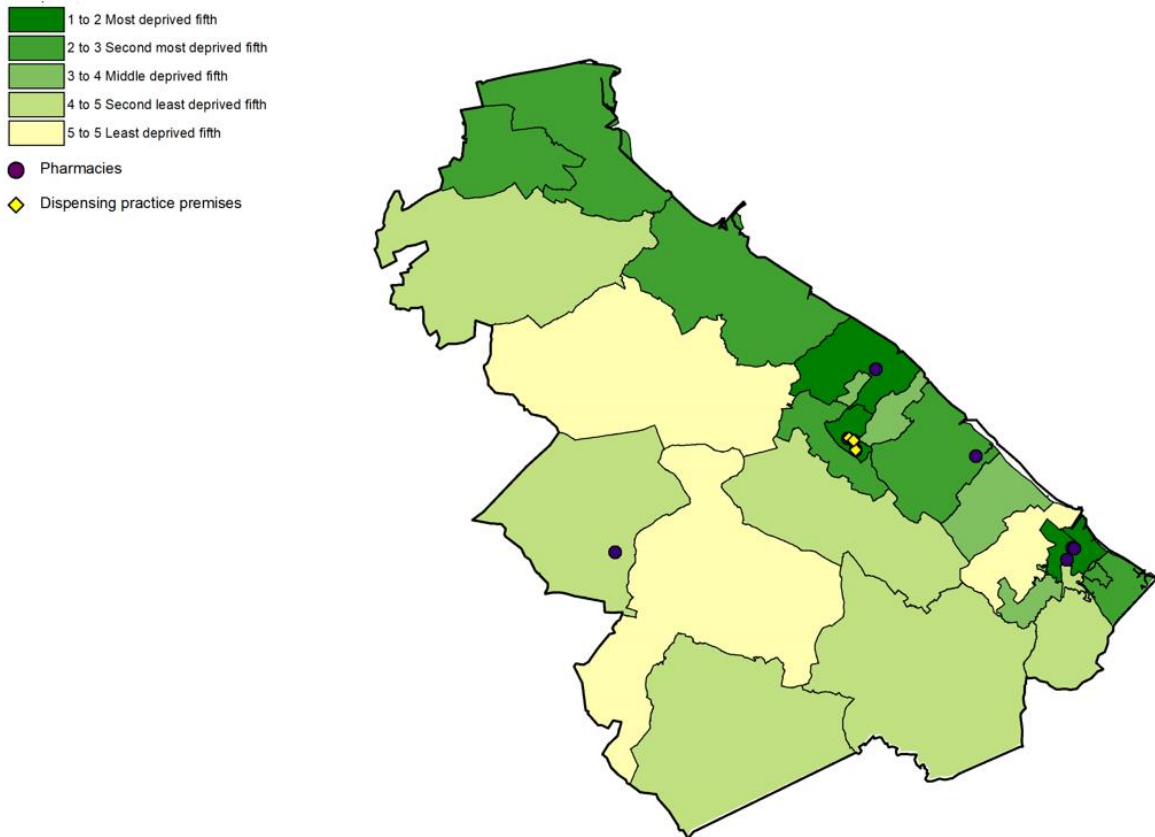 1 to 2 Most deprived fifth
2 to 3 Second most deprived fifth
3 to 4 Middle deprived fifth
4 to 5 Second least deprived fifth
5 to 5 Least deprived fifth
Pharmacies
Dispensing practice premises